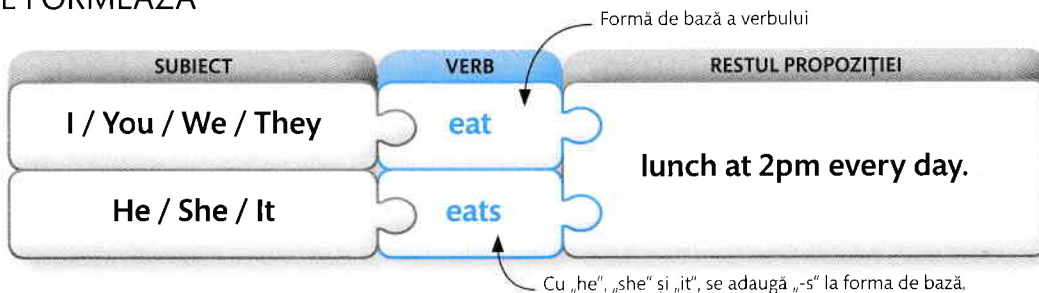 E FORMEAZĂ
Formă de bază a verbului
SUBIECT VERB RESTUL PROPOZIȚIEI
I / You / We / They eat
lunch at 2pm every day.
He / She / It eats
Cu „he“, „she“ și „it“, se adaugă „-s“ la forma de bază.